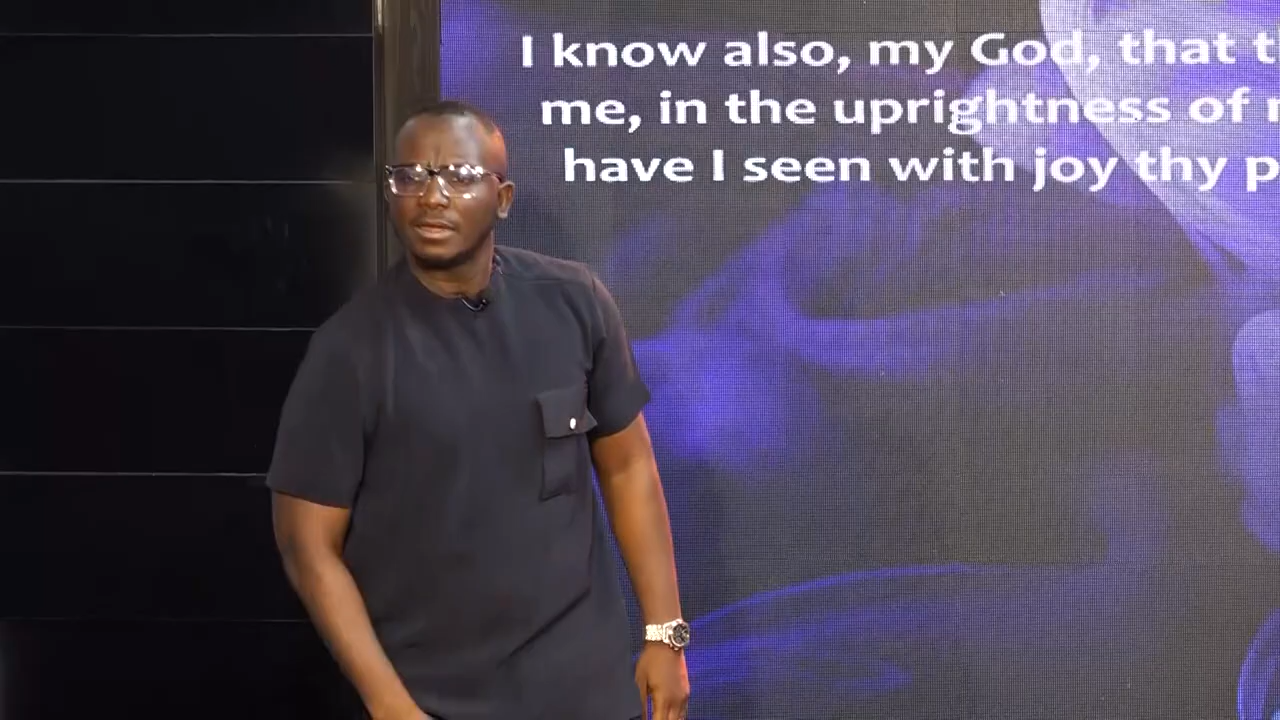 I know also, my God, that t
me, in the uprightness of
have I seen with joy thy p